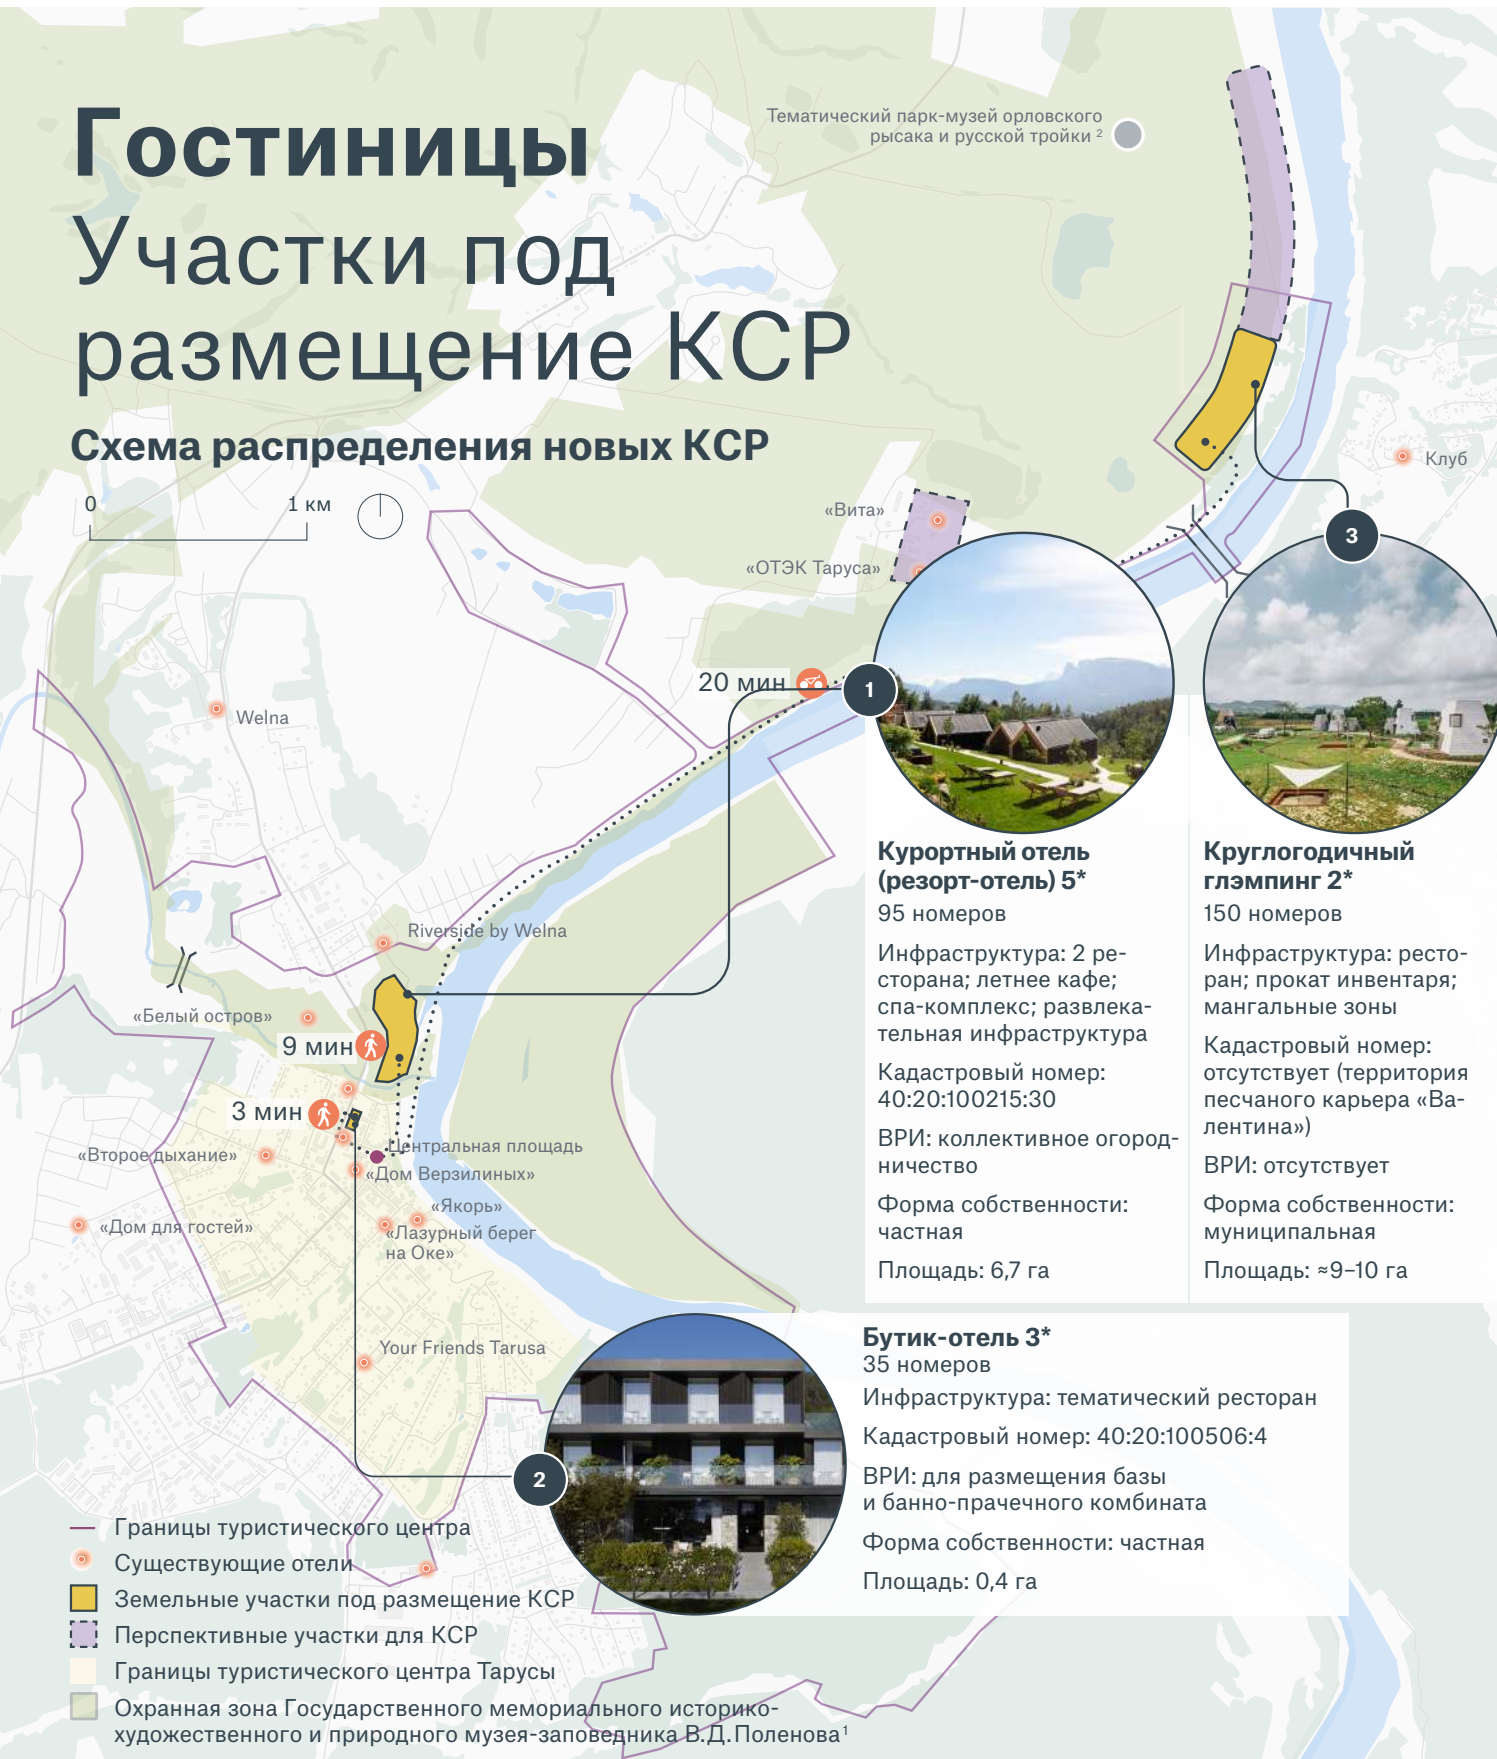 Гостиницы
Участки под
размещение КСР
Схема распределения новых КСР
0
1 км
Тематический парк-музей орловского
рысака и русской тройки ²
Клуб
«Вита»
«ОТЭК Таруса»
3
20 мин
1
Welna
Riverside by Welna
«Белый остров»
9 мин
3 мин
Центральная площадь
«Второе дыхание»
«Дом Верзилиных»
«Якорь»
«Дом для гостей»
«Лазурный берег
на Оке»
Your Friends Tarusa
Курортный отель
(резорт-отель) 5*
95 номеров
Инфраструктура: 2 ре-
сторана; летнее кафе;
спа-комплекс; развлека-
тельная инфраструктура
Кадастровый номер:
40:20:100215:30
ВРИ: коллективное огород-
ничество
Форма собственности:
частная
Площадь: 6,7 га
Круглогодичный
глэмпинг 2*
150 номеров
Инфраструктура: ресто-
ран; прокат инвентаря;
мангальные зоны
Кадастровый номер:
отсутствует (территория
песчаного карьера «Ва-
лентина»)
ВРИ: отсутствует
Форма собственности:
муниципальная
Площадь: ≈9–10 га
2
Бутик-отель 3*
35 номеров
Инфраструктура: тематический ресторан
Кадастровый номер: 40:20:100506:4
ВРИ: для размещения базы
и банно-прачечного комбината
Форма собственности: частная
Площадь: 0,4 га
Границы туристического центра
Существующие отели
Земельные участки под размещение КСР
Перспективные участки для КСР
Границы туристического центра Тарусы
Охранная зона Государственного мемориального историко-
художественного и природного музея-заповедника В.Д.Поленова¹